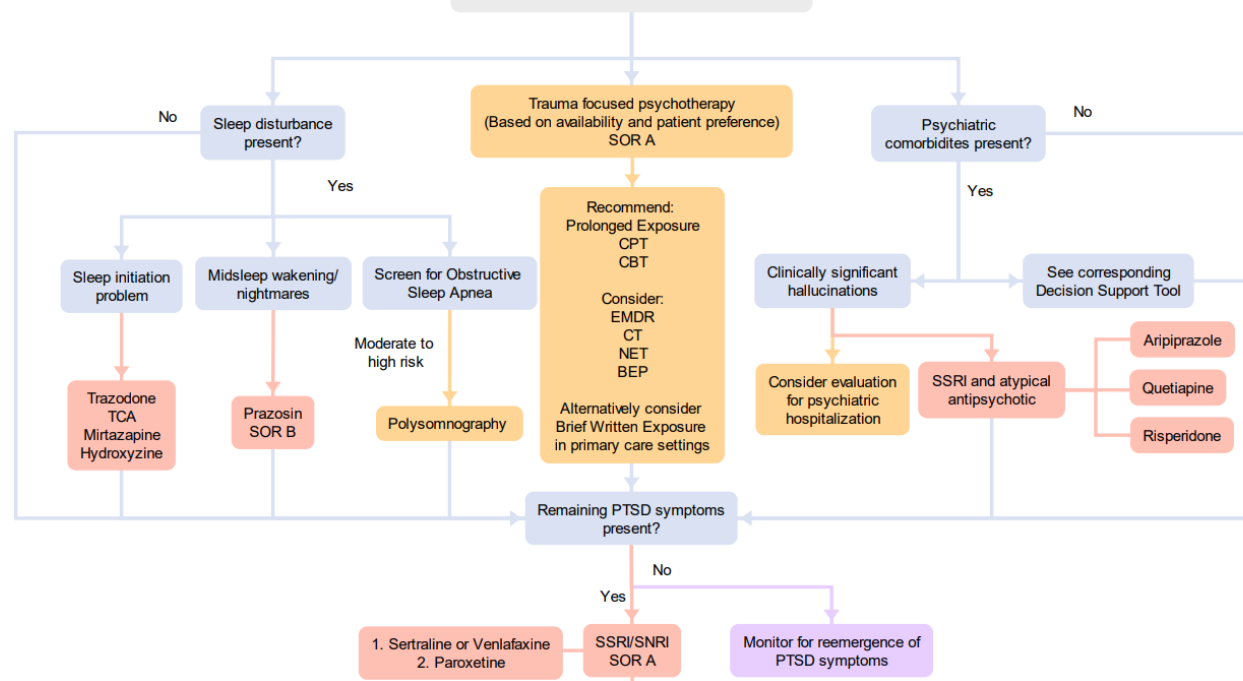 No
Sleep disturbance
present?
Yes
Trauma focused psychotherapy
(Based on availability and patient preference)
SOR A
Psychiatric
comorbidites present?
No
Yes
Sleep initiation
problem
Midsleep wakening/
nightmares
Screen for Obstructive
Sleep Apnea
Moderate to
high risk
Trazodone
TCA
Mirtazapine
Hydroxyzine
Prazosin
SOR B
Polysomnography
Recommend:
Prolonged Exposure
CPT
CBT
Consider:
EMDR
CT
NET
BEP
Alternatively consider
Brief Written Exposure
in primary care settings
Clinically significant
hallucinations
See corresponding
Decision Support Tool
Consider evaluation
for psychiatric
hospitalization
SSRI and atypical
antipsychotic
Aripiprazole
Quetiapine
Risperidone
Remaining PTSD symptoms
present?
No
Yes
1. Sertraline or Venlafaxine
2. Paroxetine
SSRI/SNRI
SOR A
Monitor for reemergence of
PTSD symptoms